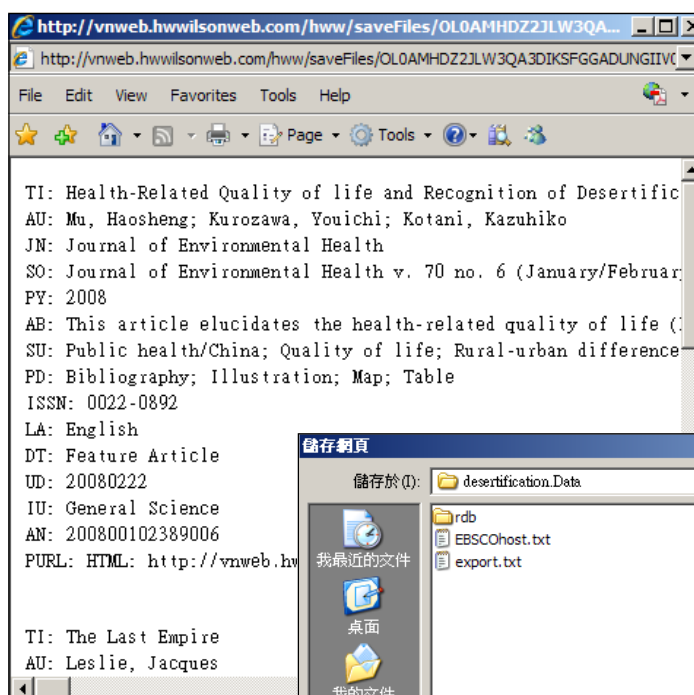 http://vnweb.hwwilsonweb.com/hww/saveFiles/OL0AMHDZ2JLW3QA...
http://vnweb.hwwilsonweb.com/hww/saveFiles/OL0AMHDZ2JLW3QA3DIKSFGGADUNGIIV
File Edit View Favorites Tools Help
Page Tools
TI: Health-Related Quality of life and Recognition of Desertific
AU: Mu, Haosheng; Kurozawa, Youichi; Kotani, Kazuhiko
JN: Journal of Environmental Health
SO: Journal of Environmental Health v. 70 no. 6 (January/Februar
PY: 2008
AB: This article elucidates the health-related quality of life (
SU: Public health/China; Quality of life; Rural-urban difference
PD: Bibliography; Illustration; Map; Table
ISSN: 0022-0892
LA: English
DT: Feature Article
UD: 20080222
IU: General Science
AN: 200800102389006
PURL: HTML: http://vnweb.hw
TI: The Last Empire
AU: Leslie, Jacques
儲存網頁
儲存於(I): desertification.Data
rdb
EBSCOhost.txt
export.txt
我最近的文件
桌面
我的文件